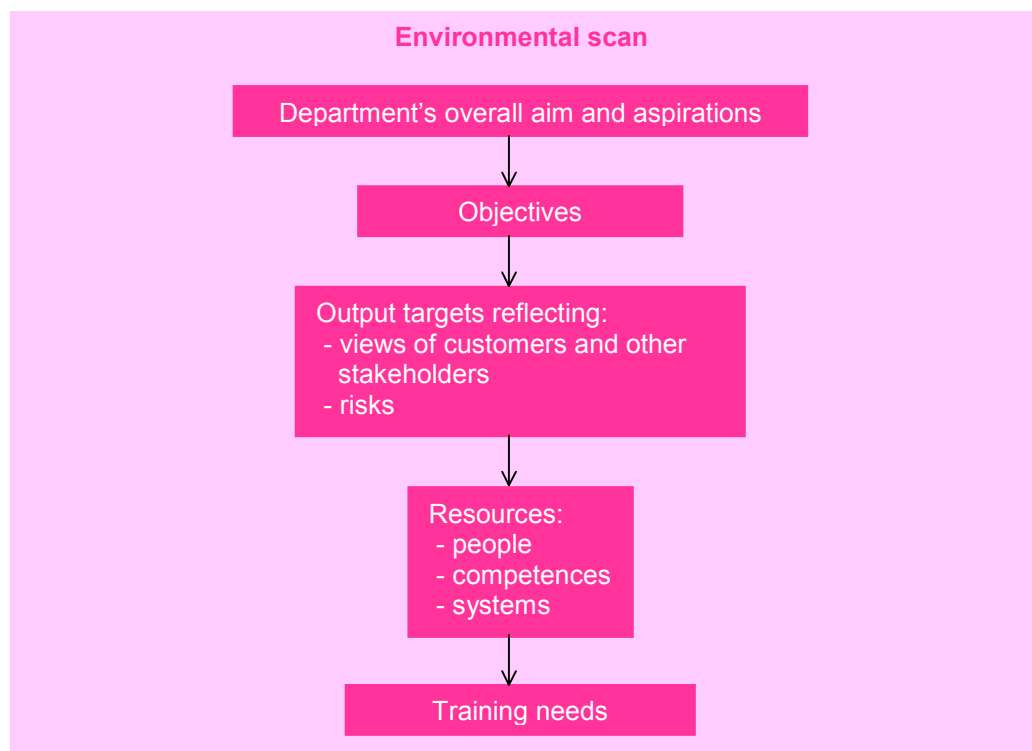 Environmental scan
Department’s overall aim and aspirations
Objectives
Output targets reflecting:
- views of customers and other
stakeholders
- risks
Resources:
- people
- competences
- systems
Training needs